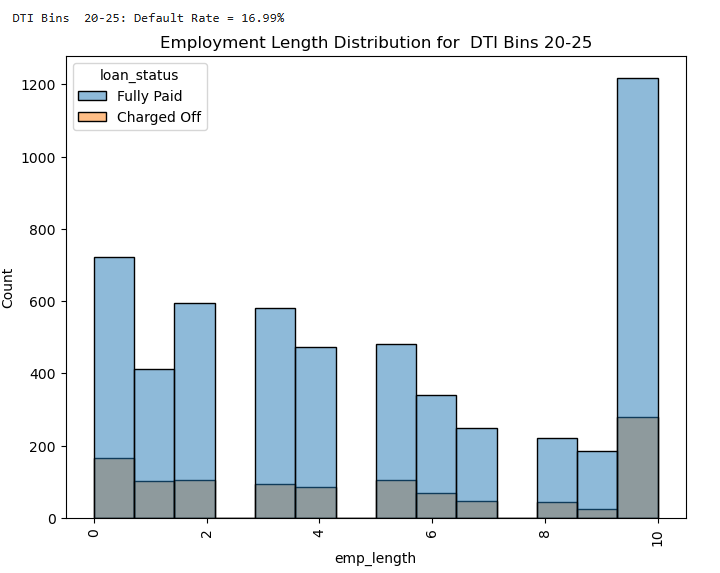 DTI Bins  20-25: Default Rate = 16.99%
Employment Length Distribution for  DTI Bins 20-25
loan_status
Fully Paid
Charged Off
1200
1000
800
600
400
200
0
Count
0 2 4 6 8 10
emp_length